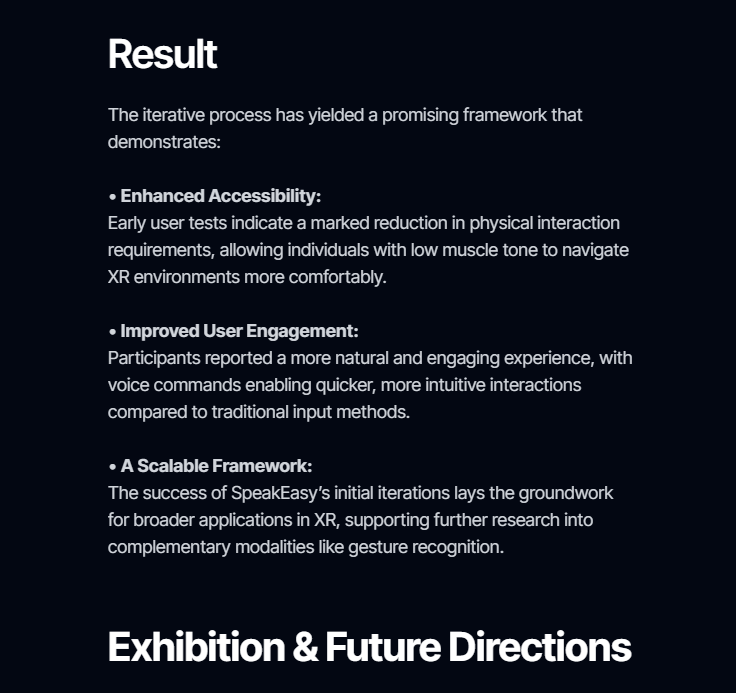 Result
The iterative process has yielded a promising framework that
demonstrates:
• Enhanced Accessibility:
Early user tests indicate a marked reduction in physical interaction
requirements, allowing individuals with low muscle tone to navigate
XR environments more comfortably.
• Improved User Engagement:
Participants reported a more natural and engaging experience, with
voice commands enabling quicker, more intuitive interactions
compared to traditional input methods.
• A Scalable Framework:
The success of SpeakEasy’s initial iterations lays the groundwork
for broader applications in XR, supporting further research into
complementary modalities like gesture recognition.
Exhibition & Future Directions